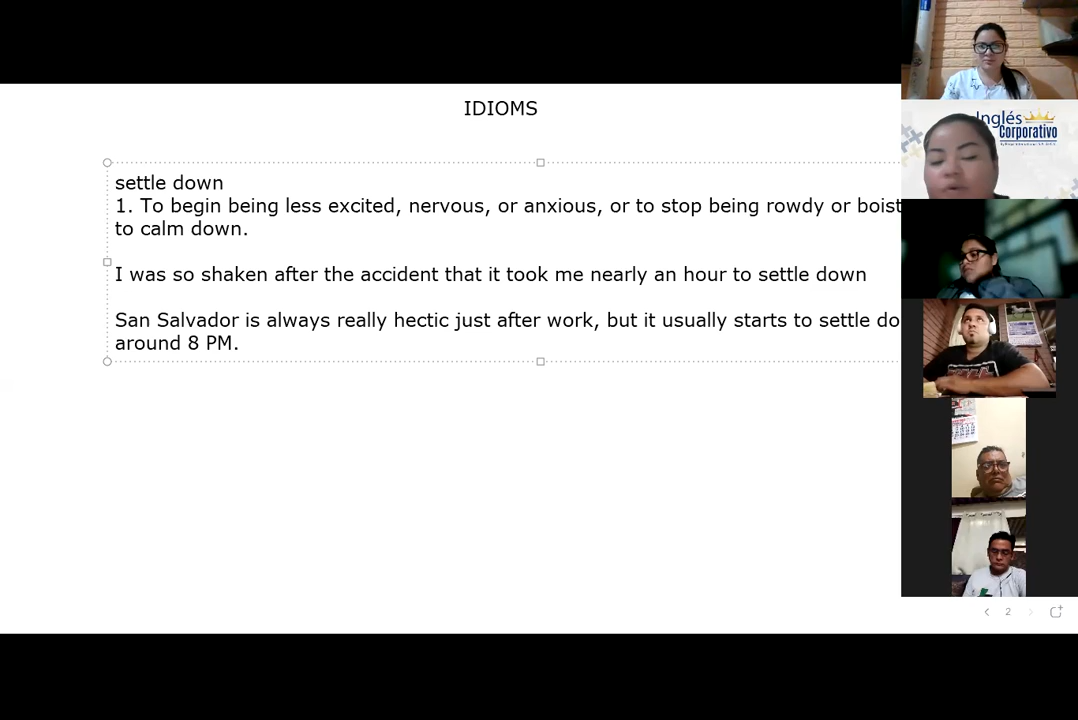 IDIOMS
settle down
1. To begin being less excited, nervous, or anxious, or to stop being rowdy or boist
to calm down.
I was so shaken after the accident that it took me nearly an hour to settle down
San Salvador is always really hectic just after work, but it usually starts to settle do
around 8 PM.
Inglés
Corporativo
2